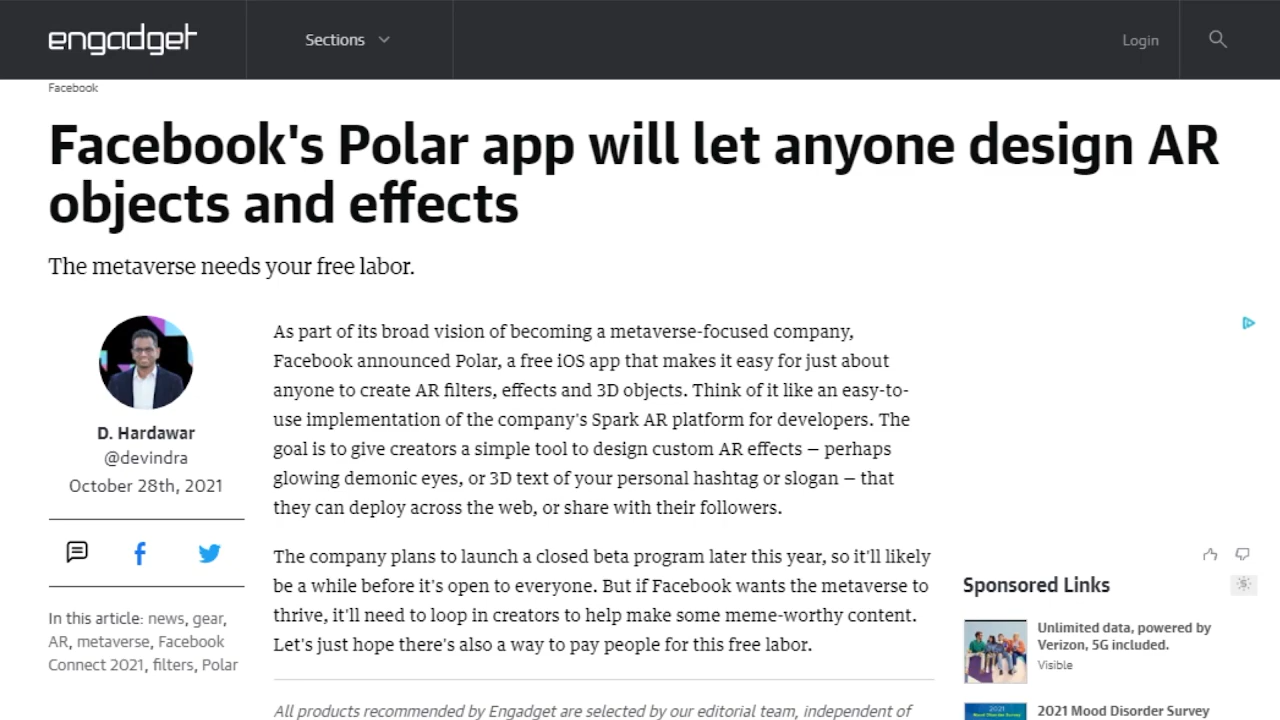 engadget
Sections
Login
Facebook
Facebook's Polar app will let anyone design AR
objects and effects
The metaverse needs your free labor.
D. Hardawar
@devindra
October 28th, 2021
In this article: news, gear,
AR, metaverse, Facebook
Connect 2021, filters, Polar
As part of its broad vision of becoming a metaverse-focused company,
Facebook announced Polar, a free iOS app that makes it easy for just about
anyone to create AR filters, effects and 3D objects. Think of it like an easy-to-
use implementation of the company's Spark AR platform for developers. The
goal is to give creators a simple tool to design custom AR effects — perhaps
glowing demonic eyes, or 3D text of your personal hashtag or slogan — that
they can deploy across the web, or share with their followers.
The company plans to launch a closed beta program later this year, so it'll likely
be a while before it's open to everyone. But if Facebook wants the metaverse to
thrive, it'll need to loop in creators to help make some meme-worthy content.
Let's just hope there's also a way to pay people for this free labor.
All products recommended by Engadget are selected by our editorial team, independent of
Sponsored Links
Unlimited data, powered by
Verizon, 5G included.
Visible
2021
Mood Disorder Survey
2021 Mood Disorder Survey